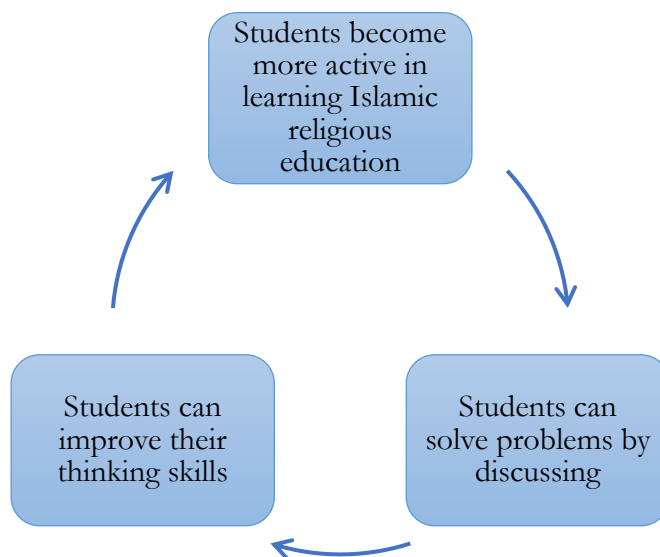 Students become
more active in
learning Islamic
religious
education
Students can
solve problems by
discussing
Students can
improve their
thinking skills